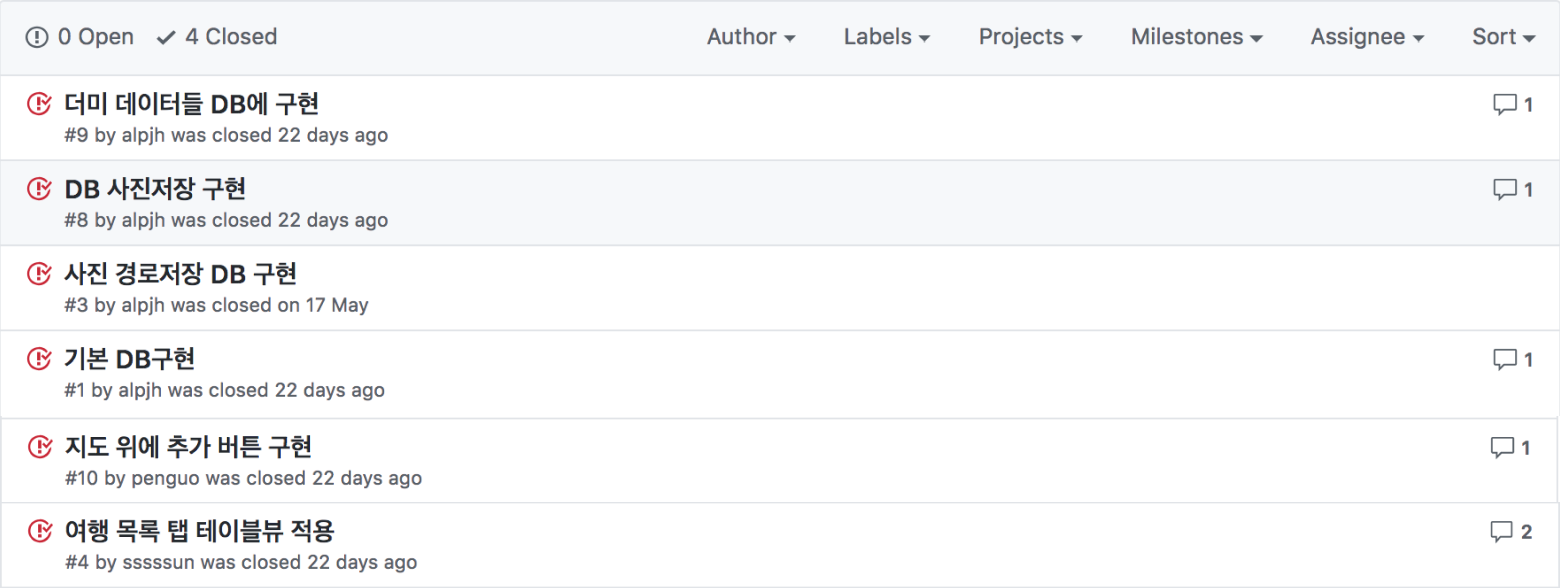 0 Open 4 Closed Author Labels Projects Milestones Assignee Sort
더미 데이터들 DB에 구현 1
#9 by alpjh was closed 22 days ago
DB 사진저장 구현 1
#8 by alpjh was closed 22 days ago
사진 경로저장 DB 구현
#3 by alpjh was closed on 17 May
기본 DB구현 1
#1 by alpjh was closed 22 days ago
지도 위에 추가 버튼 구현 1
#10 by penguo was closed 22 days ago
여행 목록 탭 테이블뷰 적용 2
#4 by sssssun was closed 22 days ago